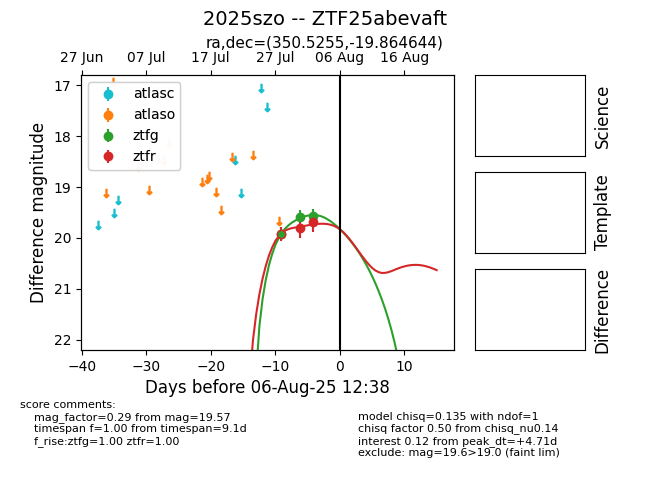 2025szo -- ZTF25abevaft
ra,dec=(350.5255,-19.864644)
27 Jun 07 Jul 17 Jul 27 Jul 06 Aug 16 Aug
17
18
19
20
21
22
Difference magnitude
atlasc
atlaso
ztfg
ztfr
Science
Template
Difference
−40 −30 −20 −10 0 10
Days before 06-Aug-25 12:38
score comments:
mag_factor=0.29 from mag=19.57
timespan f=1.00 from timespan=9.1d
f_rise:ztfg=1.00 ztfr=1.00
model chisq=0.135 with ndof=1
chisq factor 0.50 from chisq_nu0.14
interest 0.12 from peak_dt=+4.71d
exclude: mag=19.6>19.0 (faint lim)